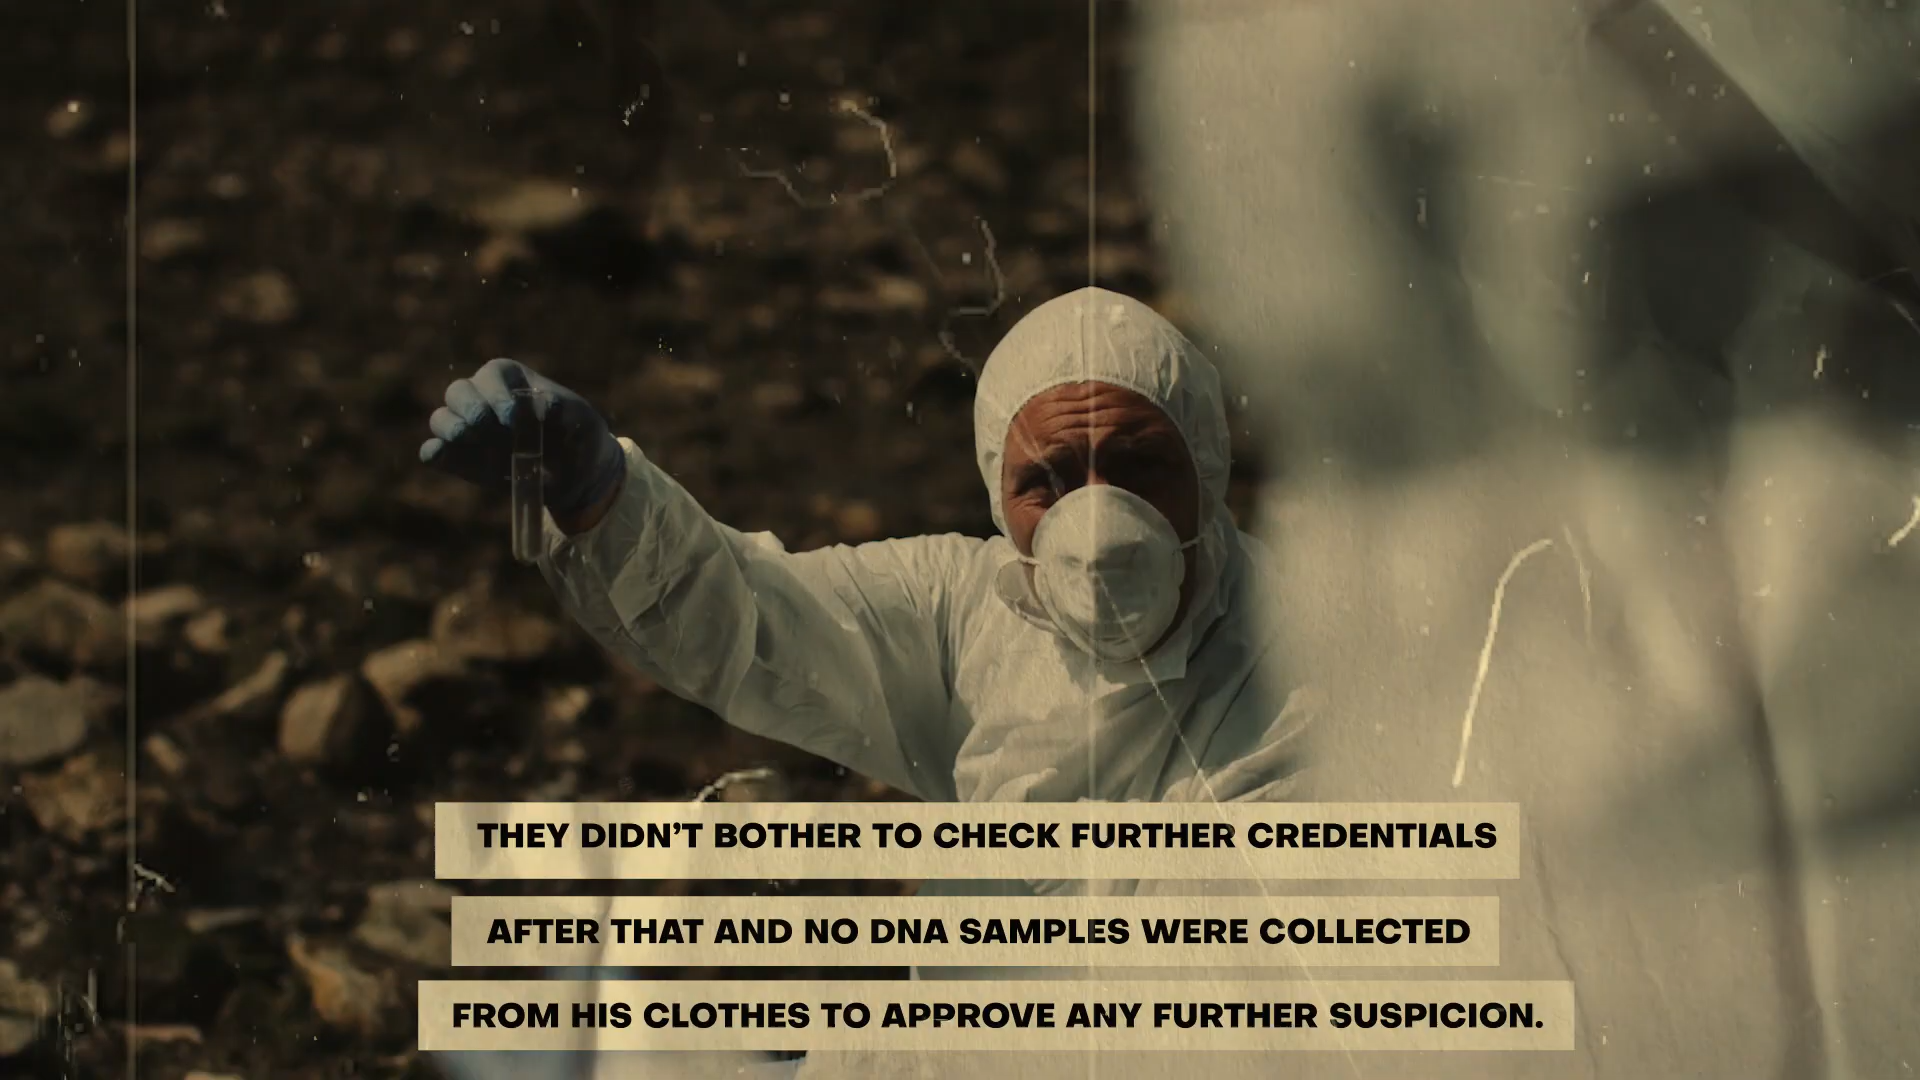 THEY DIDN’T BOTHER TO CHECK FURTHER CREDENTIALS
AFTER THAT AND NO DNA SAMPLES WERE COLLECTED
FROM HIS CLOTHES TO APPROVE ANY FURTHER SUSPICION.